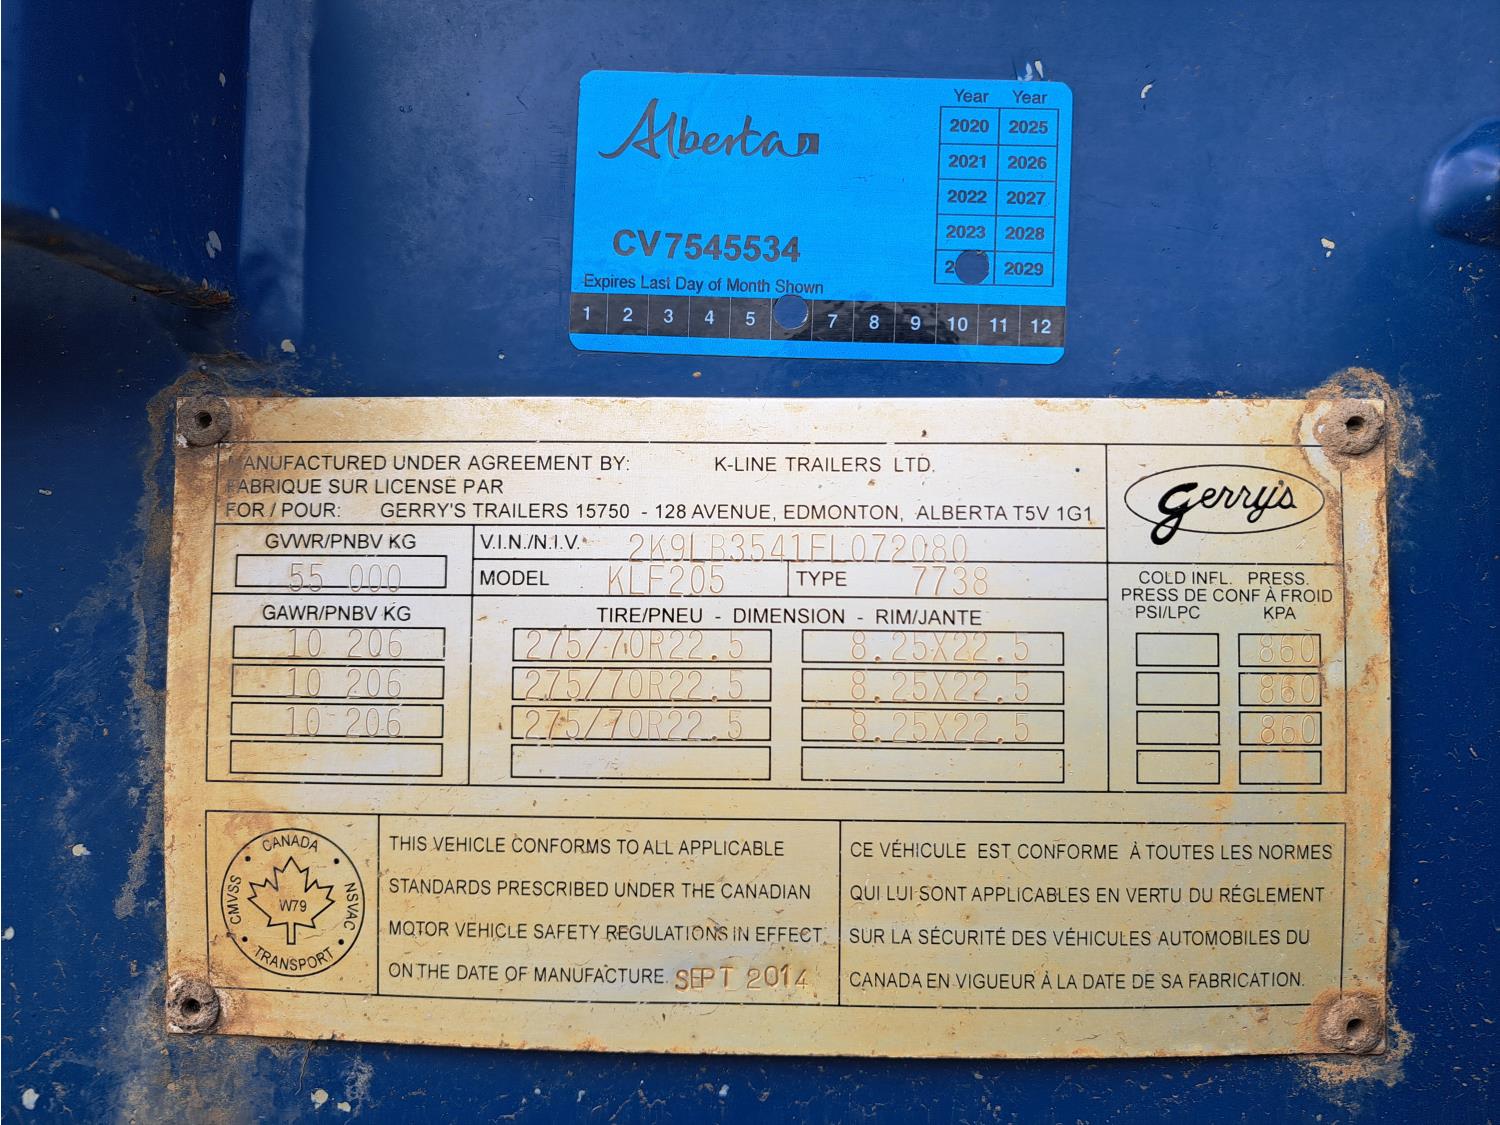 Alberta
Year Year
2020 2025
2021 2026
2022 2027
2023 2028
2 2029
CV7545534
Expires Last Day of Month Shown
1 2 3 4 5 7 8 9 10 11 12
MANUFACTURED UNDER AGREEMENT BY: K-LINE TRAILERS LTD.
FABRIQUE SUR LICENSE PAR
FOR / POUR: GERRY'S TRAILERS 15750 - 128 AVENUE, EDMONTON, ALBERTA T5V 1G1
Gerry's
GVWR/PNBV KG
55 000
V.I.N./N.I.V. 2K9LB3541EL072080
MODEL KLF205 TYPE 7738
COLD INFL. PRESS.
PRESS DE CONF À FROID
PSI/LPC KPA
GAWR/PNBV KG TIRE/PNEU - DIMENSION - RIM/JANTE
10 206 275/70R22.5 8.25X22.5 860
10 206 275/70R22.5 8.25X22.5 860
10 206 275/70R22.5 8.25X22.5 860
CANADA
CMVSS NSVAC
W79
TRANSPORT
THIS VEHICLE CONFORMS TO ALL APPLICABLE
STANDARDS PRESCRIBED UNDER THE CANADIAN
MOTOR VEHICLE SAFETY REGULATIONS IN EFFECT
ON THE DATE OF MANUFACTURE. SEPT 2014
CE VÉHICULE EST CONFORME À TOUTES LES NORMES
QUI LUI SONT APPLICABLES EN VERTU DU RÉGLEMENT
SUR LA SÉCURITÉ DES VÉHICULES AUTOMOBILES DU
CANADA EN VIGUEUR À LA DATE DE SA FABRICATION.